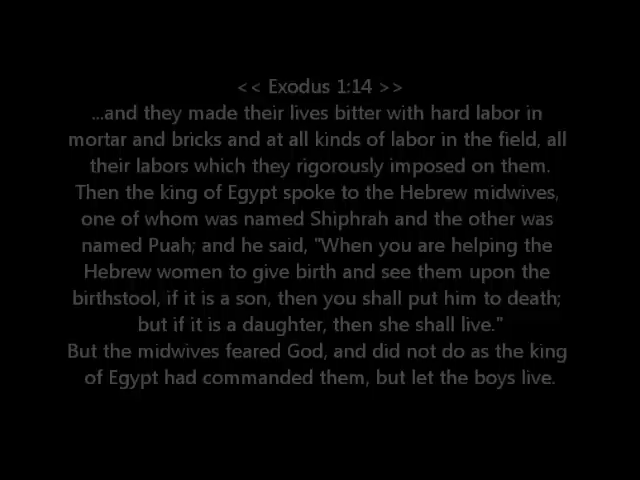 << Exodus 1:14 >>
...and they made their lives bitter with hard labor in
mortar and bricks and at all kinds of labor in the field, all
their labors which they rigorously imposed on them.
Then the king of Egypt spoke to the Hebrew midwives,
one of whom was named Shiphrah and the other was
named Puah; and he said, "When you are helping the
Hebrew women to give birth and see them upon the
birthstool, if it is a son, then you shall put him to death;
but if it is a daughter, then she shall live."
But the midwives feared God, and did not do as the king
of Egypt had commanded them, but let the boys live.